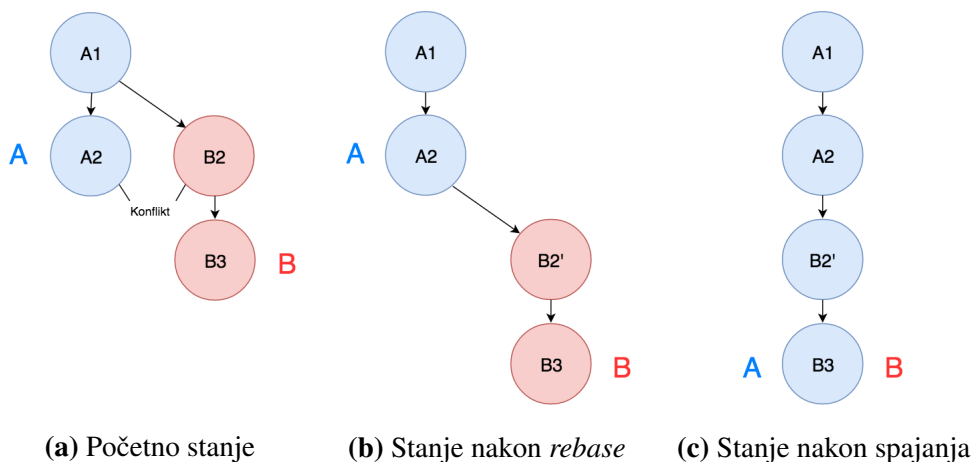 A1
A2
B2
A
Konflikt
B3
B
(a) Početno stanje
A1
A2
A
B2'
B3
B
(b) Stanje nakon rebase
A1
A2
B2'
A
B3
B
(c) Stanje nakon spajanja